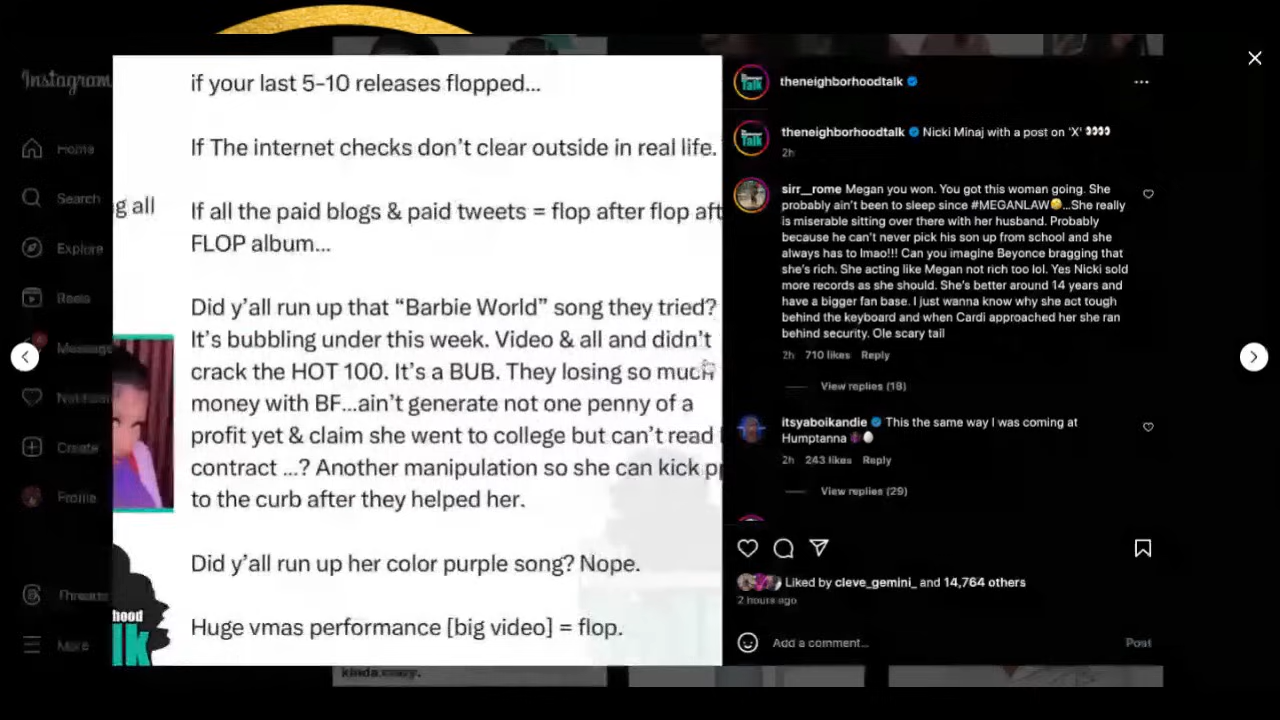 Instagram
Home
Search
Explore
Reels
Create
Profile
Threads
More
g all
if your last 5-10 releases flopped...
If The internet checks don't clear outside in real life.
If all the paid blogs & paid tweets = flop after flop
FLOP album...
Did y'all run up that “Barbie World” song they tried?
It's bubbling under this week. Video & all and didn't
crack the HOT 100. It's a BUB. They losing so much
money with BF...ain't generate not one penny of a
profit yet & claim she went to college but can't read
contract ...? Another manipulation so she can kick
to the curb after they helped her.
Did y'all run up her color purple song? Nope.
Huge vmas performance [big video] = flop.
hood
lk
theneighborhoodtalk
...
theneighborhoodtalk Nicki Minaj with a post on 'X' 👀👀
2h
sirr__rome Megan you won. You got this woman going. She
probably ain't been to sleep since #MEGANLAW🤣...She really
is miserable sitting over there with her husband. Probably
because he can't never pick his son up from school and she
always has to lmao!!! Can you imagine Beyonce bragging that
she's rich. She acting like Megan not rich too lol. Yes Nicki sold
more records as she should. She's better around 14 years and
have a bigger fan base. I just wanna know why she act tough
behind the keyboard and when Cardi approached her she ran
behind security. Ole scary tail
2h 710 likes Reply
View replies (18)
itsyaboikandie This the same way I was coming at
Humptanna
2h 243 likes Reply
View replies (29)
Liked by cleve_gemini_ and 14,764 others
2 hours ago
Add a comment...
Post
kinda.crazy.
Talk
Talk